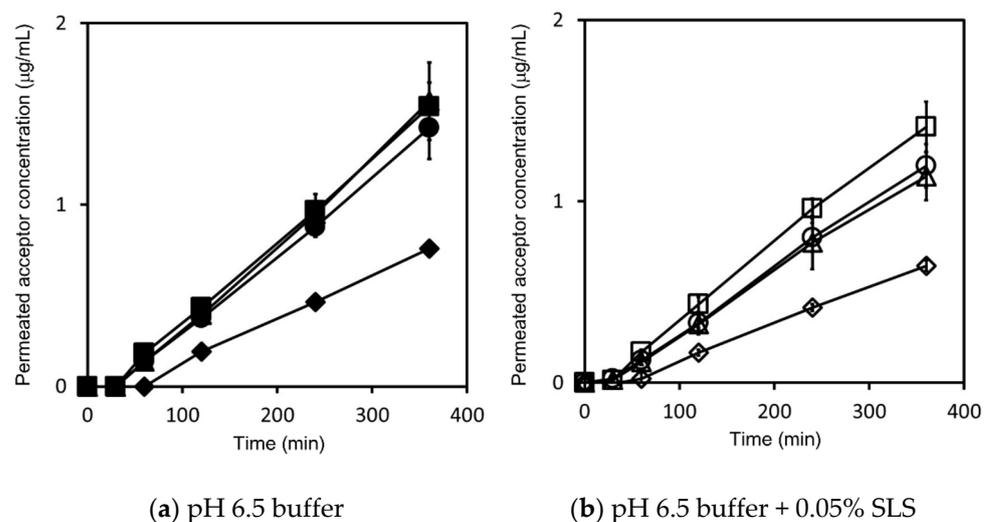 Permeated acceptor concentration (μg/mL)
2
1
0
0 100 200 300 400
Time (min)
(a) pH 6.5 buffer
Permeated acceptor concentration (μg/mL)
2
1
0
0 100 200 300 400
Time (min)
(b) pH 6.5 buffer + 0.05% SLS